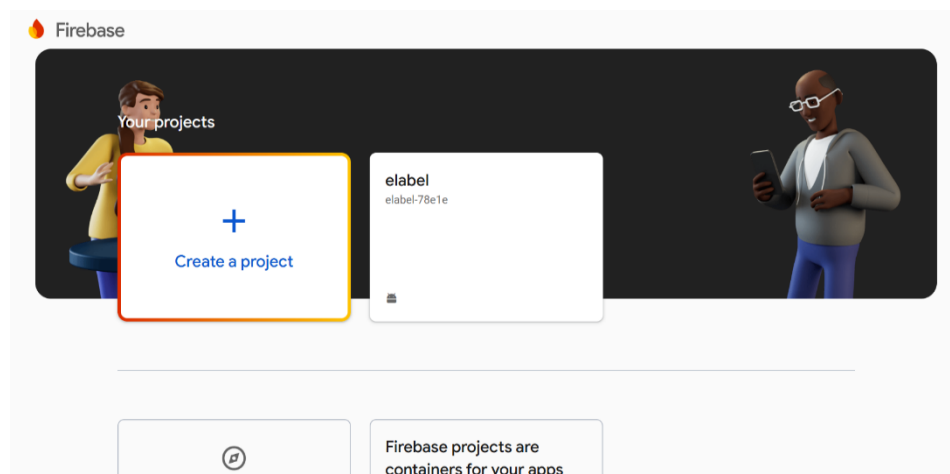 Firebase
Your projects
Create a project
elabel
elabel-78e1e
Firebase projects are
containers for your apps